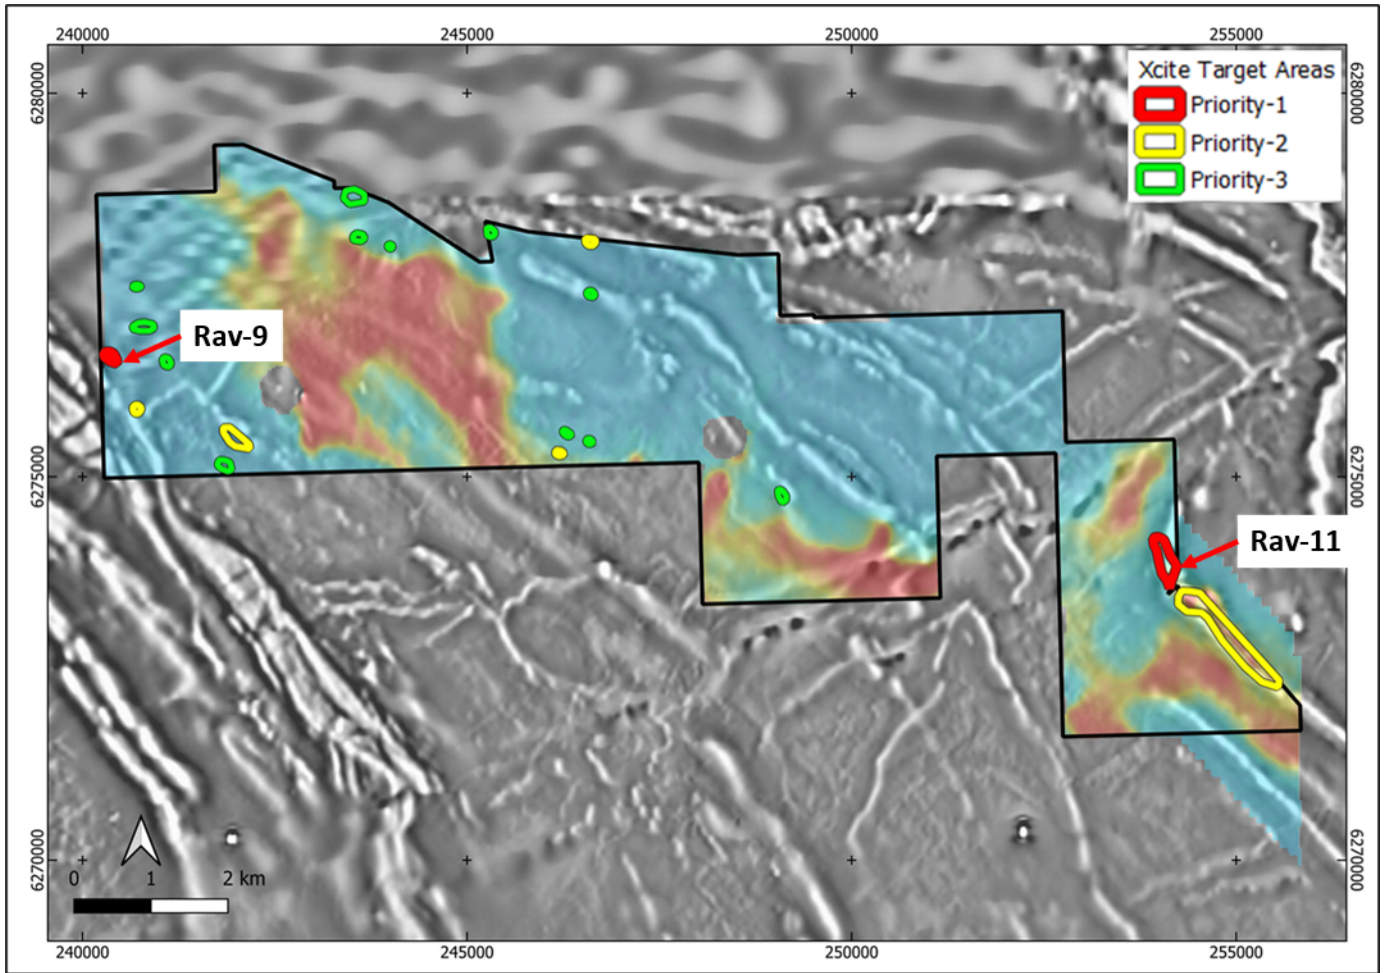 240000 245000 250000 255000
Xcite Target Areas
Priority-1
Priority-2
Priority-3
6280000 6280000
Rav-9
6275000 6275000
Rav-11
6270000 6270000
0 1 2 km
240000 245000 250000 255000